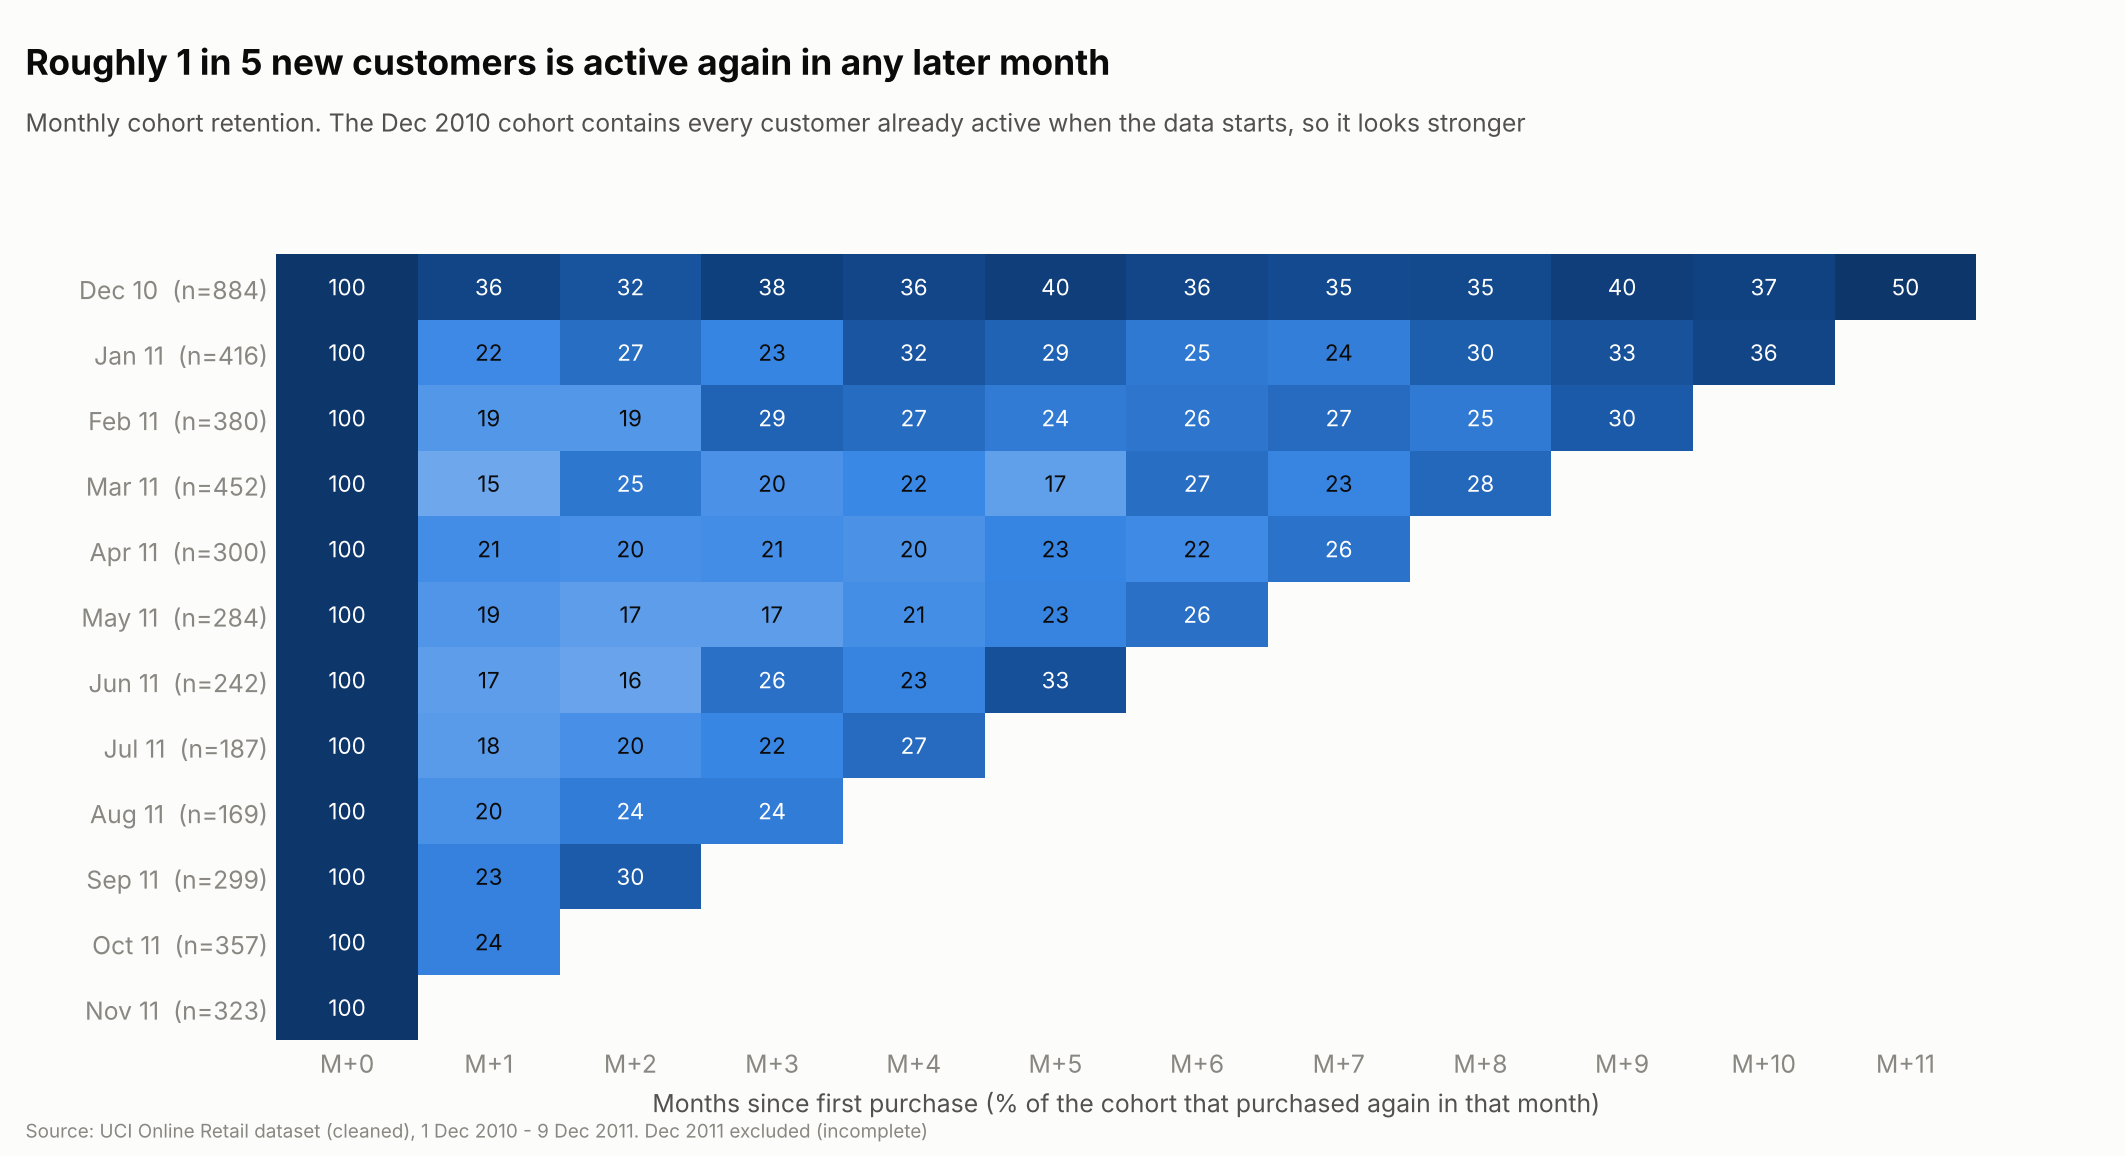 Roughly 1 in 5 new customers is active again in any later month
Monthly cohort retention. The Dec 2010 cohort contains every customer already active when the data starts, so it looks stronger
Dec 10 (n=884) 100 36 32 38 36 40 36 35 35 40 37 50
Jan 11 (n=416) 100 22 27 23 32 29 25 24 30 33 36
Feb 11 (n=380) 100 19 19 29 27 24 26 27 25 30
Mar 11 (n=452) 100 15 25 20 22 17 27 23 28
Apr 11 (n=300) 100 21 20 21 20 23 22 26
May 11 (n=284) 100 19 17 17 21 23 26
Jun 11 (n=242) 100 17 16 26 23 33
Jul 11 (n=187) 100 18 20 22 27
Aug 11 (n=169) 100 20 24 24
Sep 11 (n=299) 100 23 30
Oct 11 (n=357) 100 24
Nov 11 (n=323) 100
M+0 M+1 M+2 M+3 M+4 M+5 M+6 M+7 M+8 M+9 M+10 M+11
Months since first purchase (% of the cohort that purchased again in that month)
Source: UCI Online Retail dataset (cleaned), 1 Dec 2010 - 9 Dec 2011. Dec 2011 excluded (incomplete)